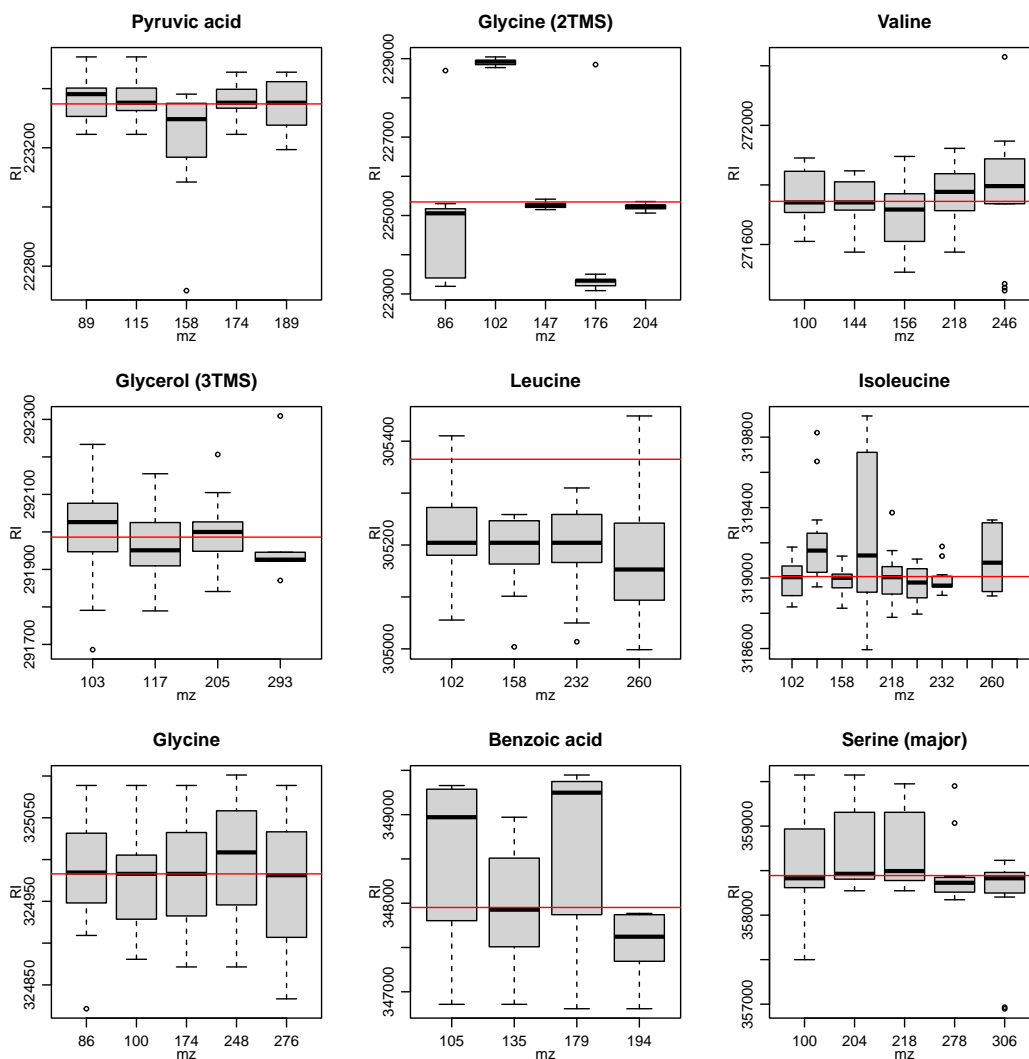 Pyruvic acid
RI
223200
222800
89 115 158 174 189
mz
Glycine (2TMS)
RI
229000
227000
225000
223000
86 102 147 176 204
mz
Valine
RI
272000
271600
100 144 156 218 246
mz
Glycerol (3TMS)
RI
292300
292100
291900
291700
103 117 205 293
mz
Leucine
RI
305400
305200
305000
102 158 232 260
mz
Isoleucine
RI
319800
319400
319000
318600
102 158 218 232 260
mz
Glycine
RI
325050
324950
324850
86 100 174 248 276
mz
Benzoic acid
RI
349000
348000
347000
105 135 179 194
mz
Serine (major)
RI
359000
358000
357000
100 204 218 278 306
mz